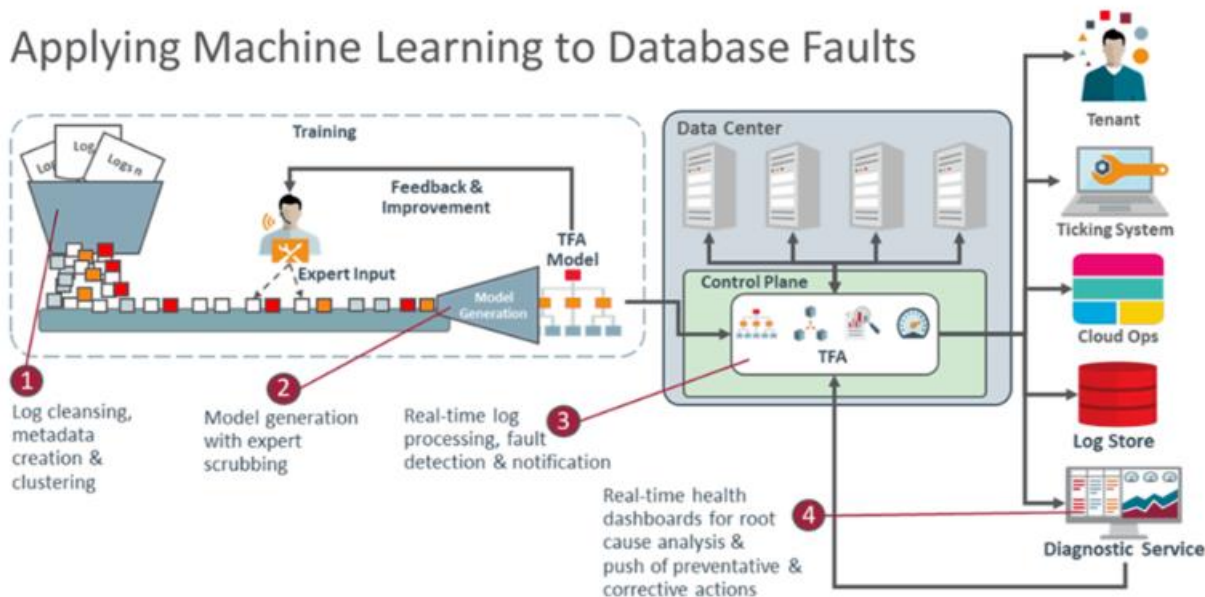 Applying Machine Learning to Database Faults
Training
Log
Logs n
Feedback &
Improvement
TFA
Model
Expert Input
Model
Generation
1
Log cleansing,
metadata
creation &
clustering
2
Model generation
with expert
scrubbing
3
Real-time log
processing, fault
detection & notification
Data Center
Control Plane
TFA
4
Real-time health
dashboards for root
cause analysis &
push of preventative &
corrective actions
Tenant
Ticking System
Cloud Ops
Log Store
Diagnostic Service